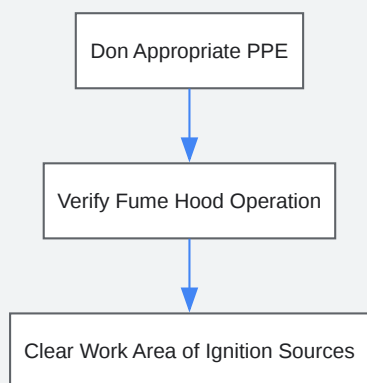 Don Appropriate PPE
Verify Fume Hood Operation
Clear Work Area of Ignition Sources